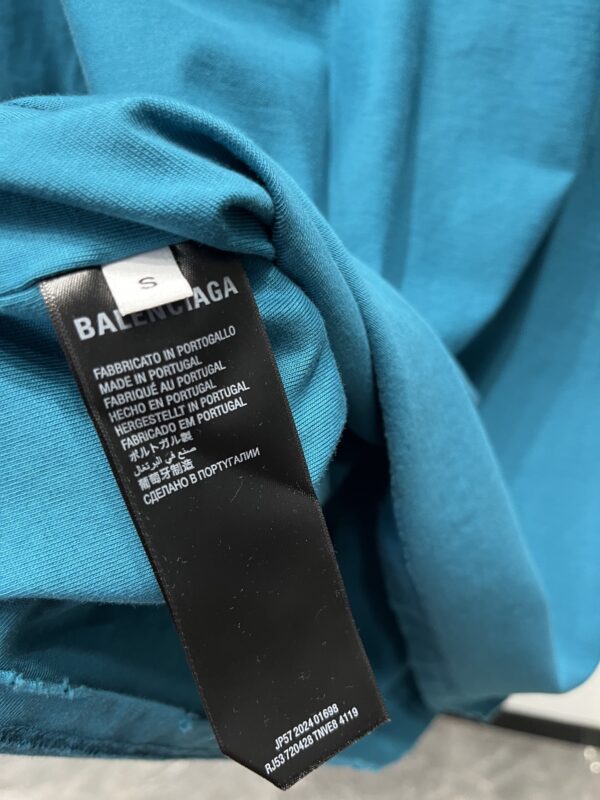 S
BALENCIAGA
FABBRICATO IN PORTOGALLO
MADE IN PORTUGAL
FABRIQUÉ AU PORTUGAL
HECHO EN PORTUGAL
HERGESTELLT IN PORTUGAL
FABRICADO EM PORTUGAL
ポルトガル製
صنع في البرتغال
葡萄牙制造
СДЕЛАНО В ПОРТУГАЛИИ
JP57 2024 01698
RJ53 720428 TNVE8 4119